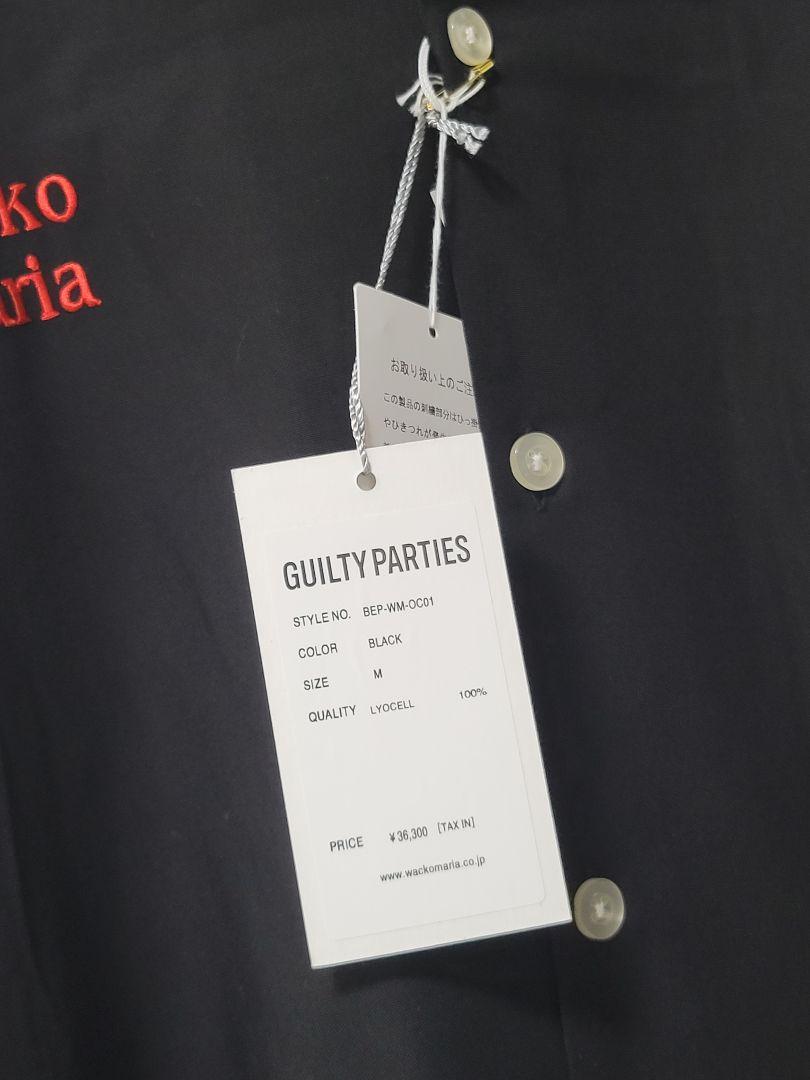 ko
ria
お取り扱い上のご注
この製品の刺繍部分はひっ掛
やひきつれが発生
GUILTY PARTIES
STYLE NO. BEP-WM-OC01
COLOR BLACK
SIZE M
QUALITY LYOCELL 100%
PRICE ¥36,300 [TAX IN]
www.wackomaria.co.jp